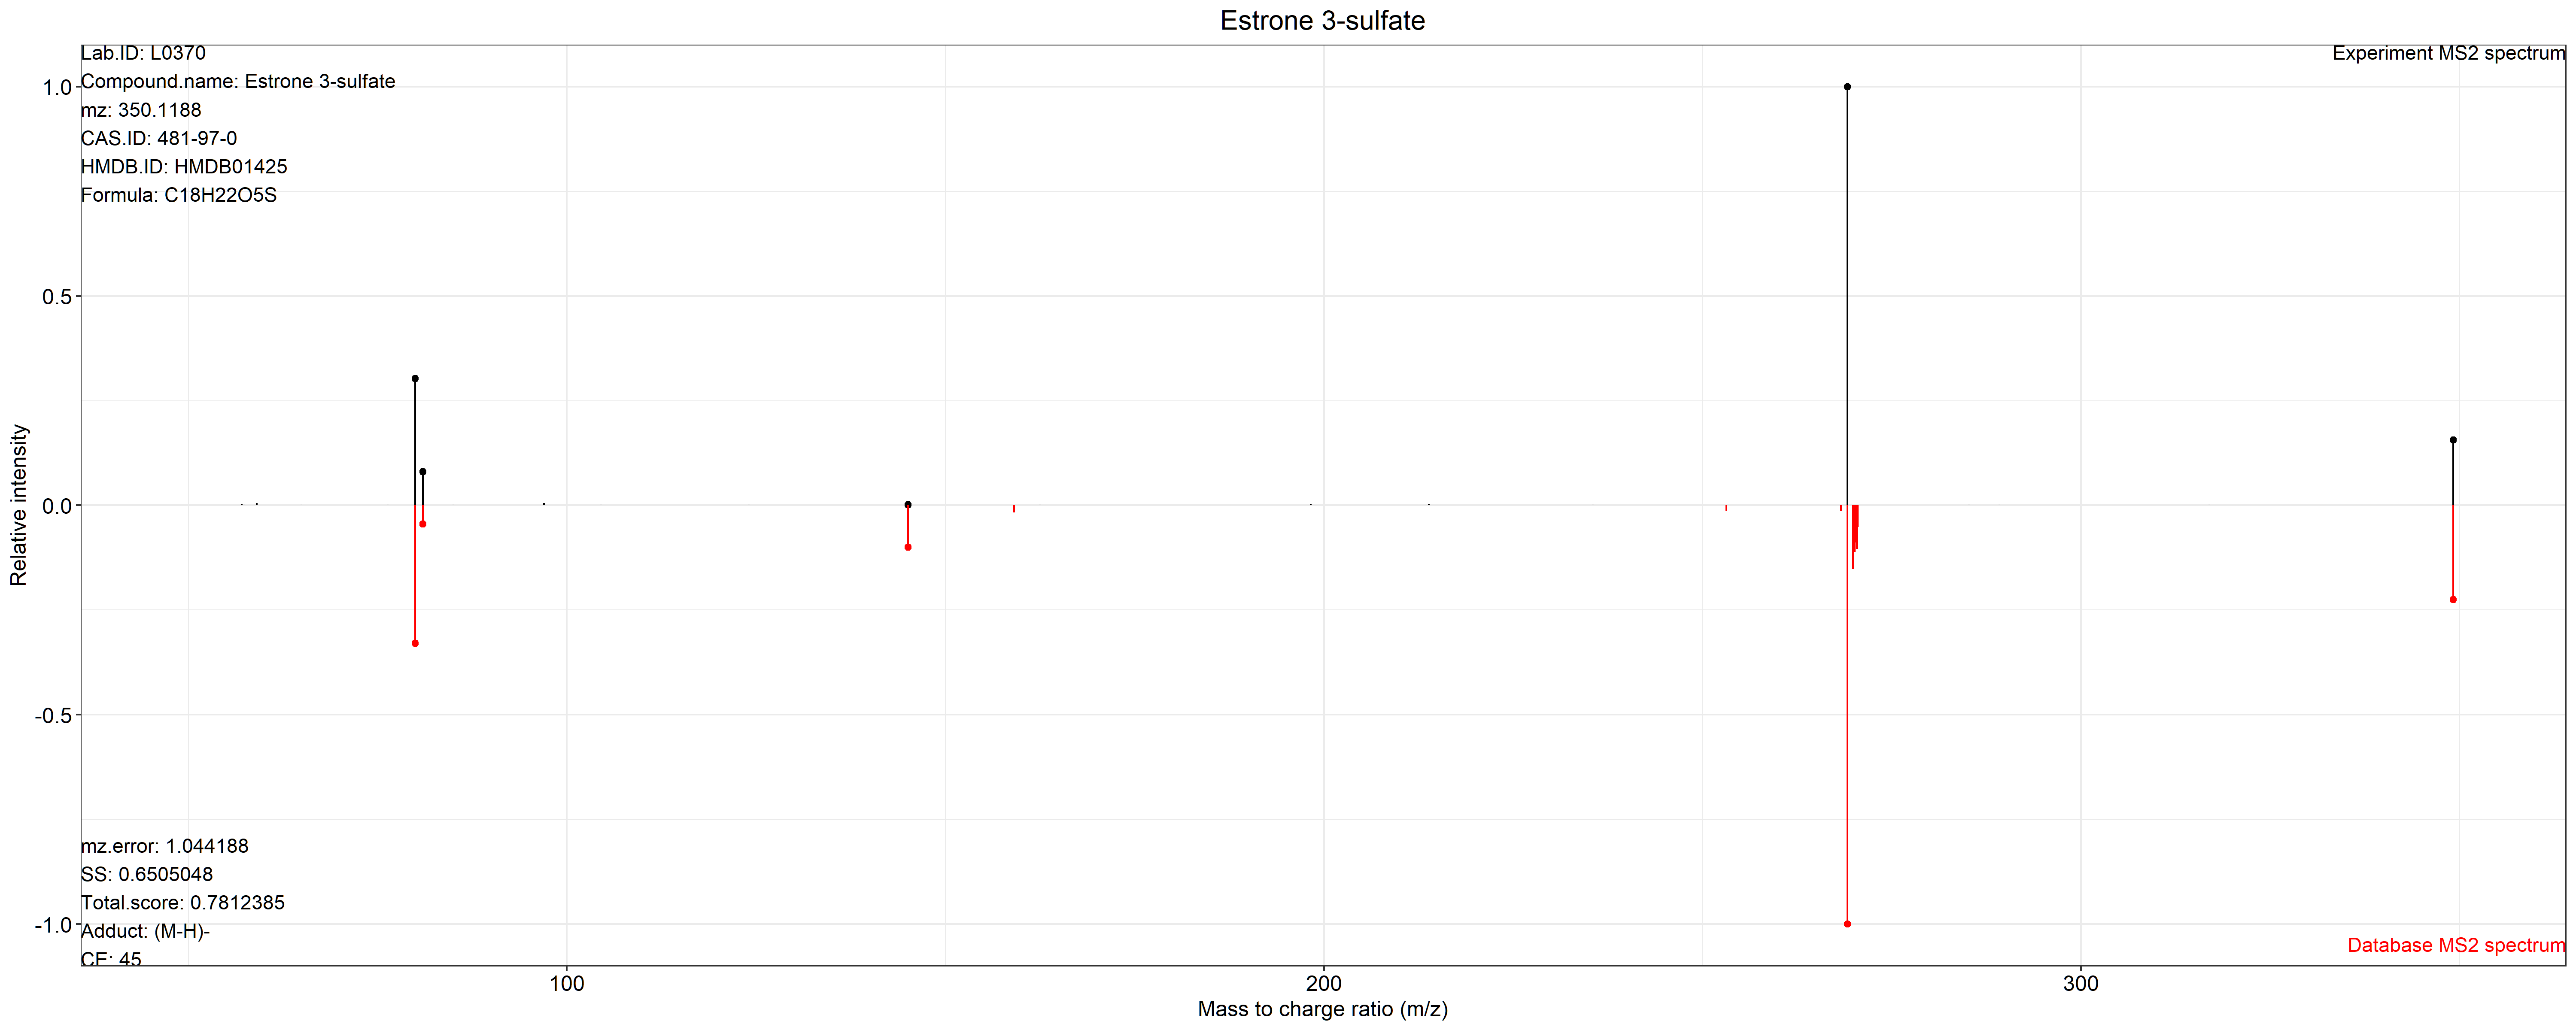 Estrone 3-sulfate
Lab.ID: L0370
Experiment MS2 spectrum
Compound.name: Estrone 3-sulfate
mz: 350.1188
CAS.ID: 481-97-0
HMDB.ID: HMDB01425
Formula: C18H22O5S
1.0
0.5
0.0
-0.5
-1.0
Relative intensity
mz.error: 1.044188
SS: 0.6505048
Total.score: 0.7812385
Adduct: (M-H)-
CE: 45
Database MS2 spectrum
100
200
300
Mass to charge ratio (m/z)